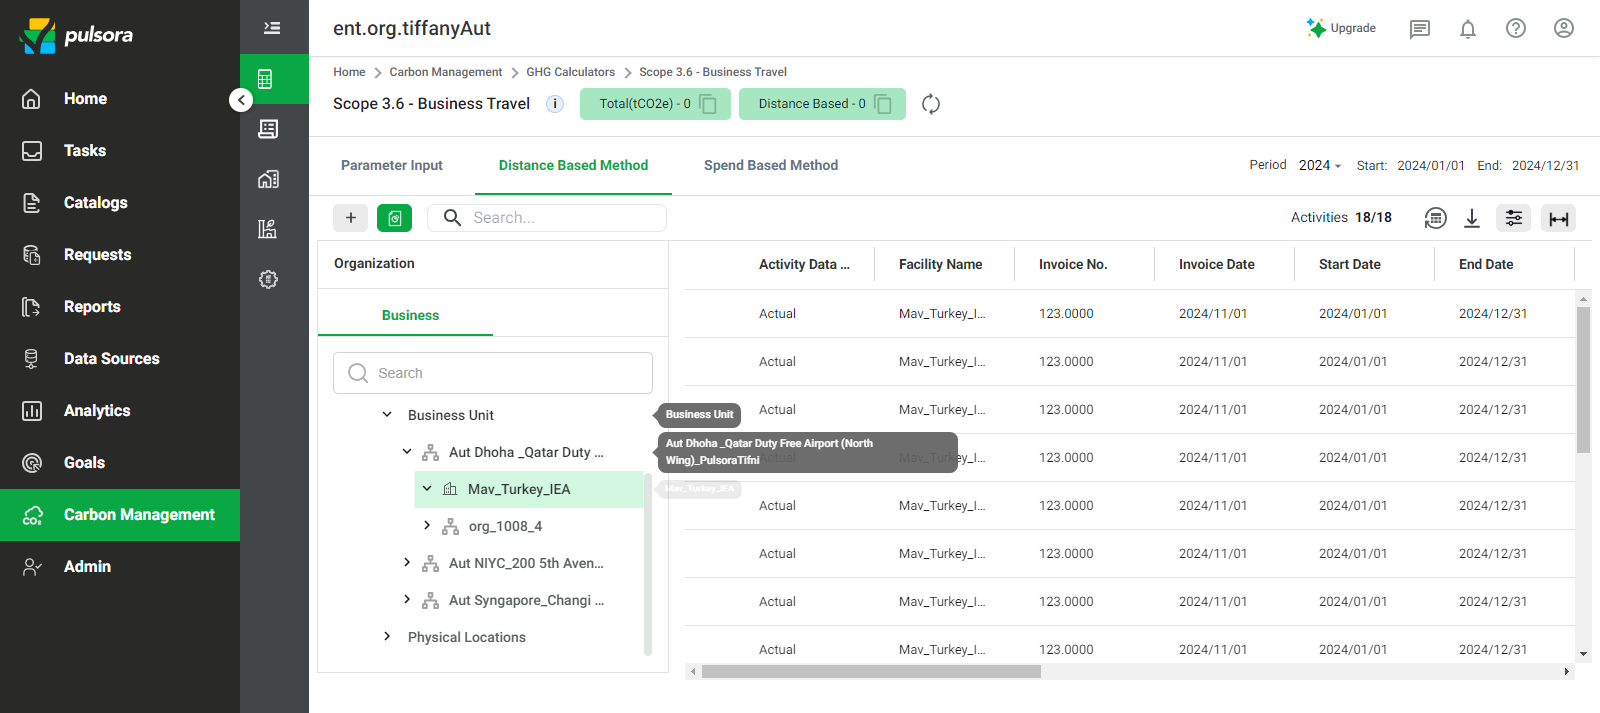 pulsora
Home
Tasks
Catalogs
Requests
Reports
Data Sources
Analytics
Goals
Carbon Management
Admin
ent.org.tiffanyAut
Upgrade
Home > Carbon Management > GHG Calculators > Scope 3.6 - Business Travel
Scope 3.6 - Business Travel i Total(tCO2e) - 0 Distance Based - 0
Parameter Input Distance Based Method Spend Based Method
Period 2024 Start: 2024/01/01 End: 2024/12/31
+ Search...
Activities 18/18
Organization
Business
Search
Business Unit
Aut Dhoha _Qatar Duty ...
Mav_Turkey_IEA
org_1008_4
Aut NIYC_200 5th Aven...
Aut Syngapore_Changi ...
Physical Locations
Business Unit
Aut Dhoha _Qatar Duty Free Airport (North
Wing)_PulsoraTifni
Mav_Turkey_IEA
Activity Data ... Facility Name Invoice No. Invoice Date Start Date End Date
Actual Mav_Turkey_I... 123.0000 2024/11/01 2024/01/01 2024/12/31
Actual Mav_Turkey_I... 123.0000 2024/11/01 2024/01/01 2024/12/31
Actual Mav_Turkey_I... 123.0000 2024/11/01 2024/01/01 2024/12/31
Actual Mav_Turkey_I... 123.0000 2024/11/01 2024/01/01 2024/12/31
Actual Mav_Turkey_I... 123.0000 2024/11/01 2024/01/01 2024/12/31
Actual Mav_Turkey_I... 123.0000 2024/11/01 2024/01/01 2024/12/31
Actual Mav_Turkey_I... 123.0000 2024/11/01 2024/01/01 2024/12/31
Actual Mav_Turkey_I... 123.0000 2024/11/01 2024/01/01 2024/12/31